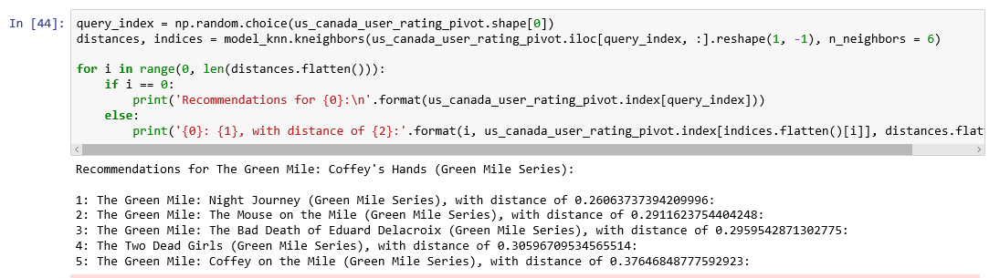 In [44]: query_index = np.random.choice(us_canada_user_rating_pivot.shape[0])
distances, indices = model_knn.kneighbors(us_canada_user_rating_pivot.iloc[query_index, :].reshape(1, -1), n_neighbors = 6)
for i in range(0, len(distances.flatten())):
if i == 0:
print('Recommendations for {0}:\n'.format(us_canada_user_rating_pivot.index[query_index]))
else:
print('{0}: {1}, with distance of {2}:'.format(i, us_canada_user_rating_pivot.index[indices.flatten()[i]], distances.flat
Recommendations for The Green Mile: Coffey's Hands (Green Mile Series):
1: The Green Mile: Night Journey (Green Mile Series), with distance of 0.26063737394209996:
2: The Green Mile: The Mouse on the Mile (Green Mile Series), with distance of 0.2911623754404248:
3: The Green Mile: The Bad Death of Eduard Delacroix (Green Mile Series), with distance of 0.2959542871302775:
4: The Two Dead Girls (Green Mile Series), with distance of 0.30596709534565514:
5: The Green Mile: Coffey on the Mile (Green Mile Series), with distance of 0.37646848777592923: